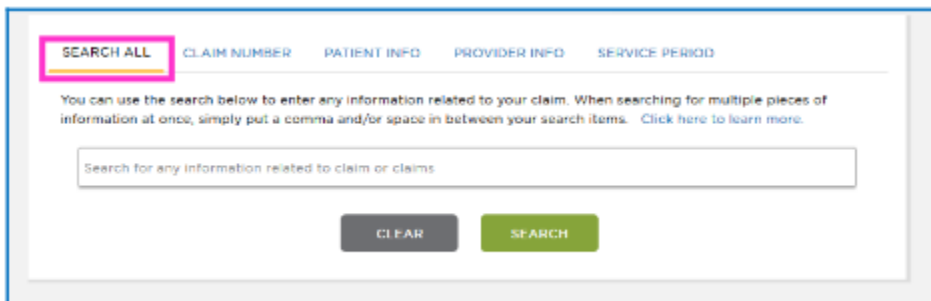 SEARCH ALL CLAIM NUMBER PATIENT INFO PROVIDER INFO SERVICE PERIOD
You can use the search below to enter any information related to your claim. When searching for multiple pieces of
information at once, simply put a comma and/or space in between your search items. Click here to learn more.
Search for any information related to claim or claims
CLEAR SEARCH